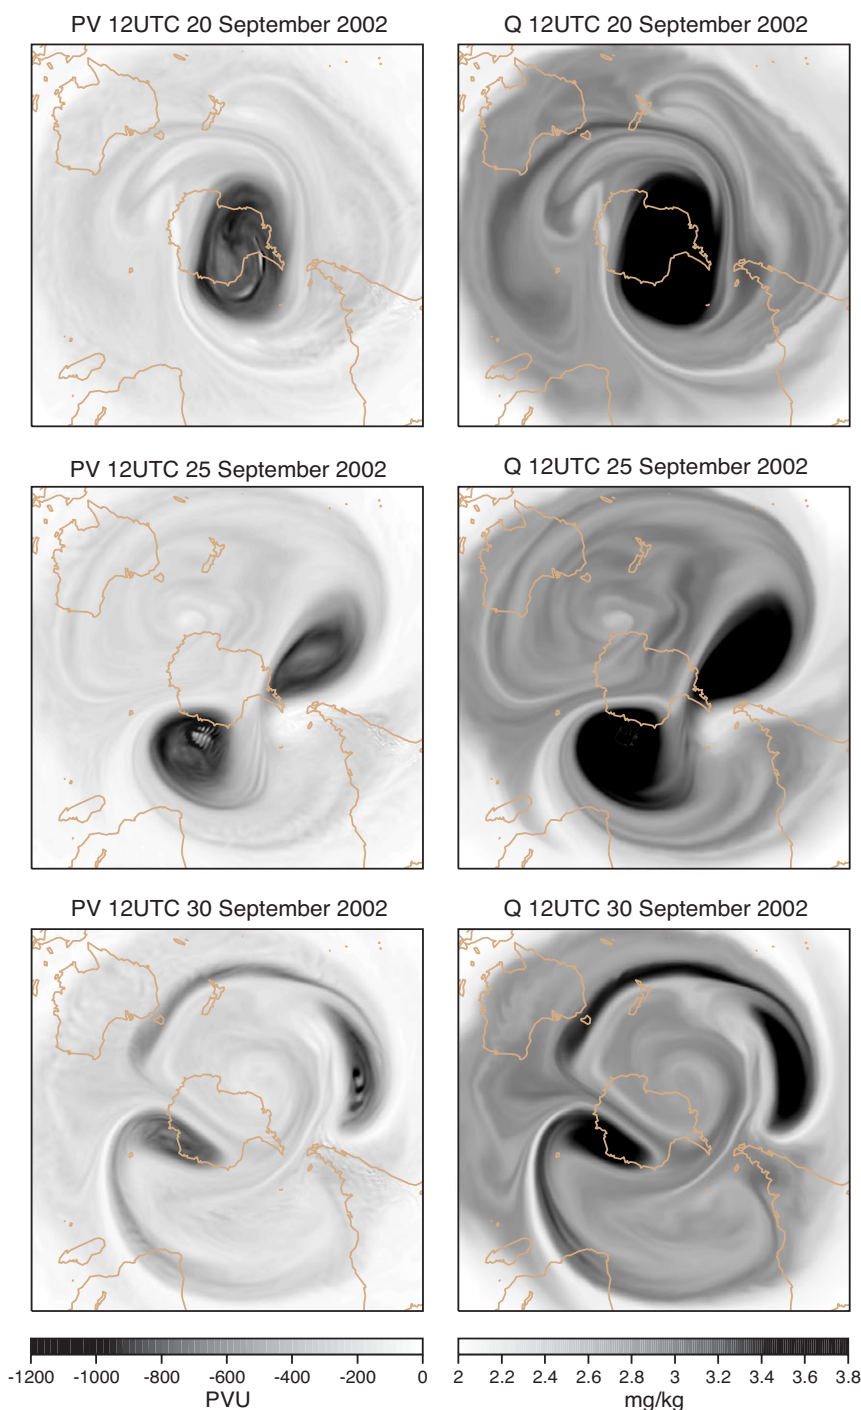 PV 12UTC 20 September 2002
Q 12UTC 20 September 2002
PV 12UTC 25 September 2002
Q 12UTC 25 September 2002
PV 12UTC 30 September 2002
Q 12UTC 30 September 2002
-1200 -1000 -800 -600 -400 -200 0
PVU
2 2.2 2.4 2.6 2.8 3 3.2 3.4 3.6 3.8
mg/kg